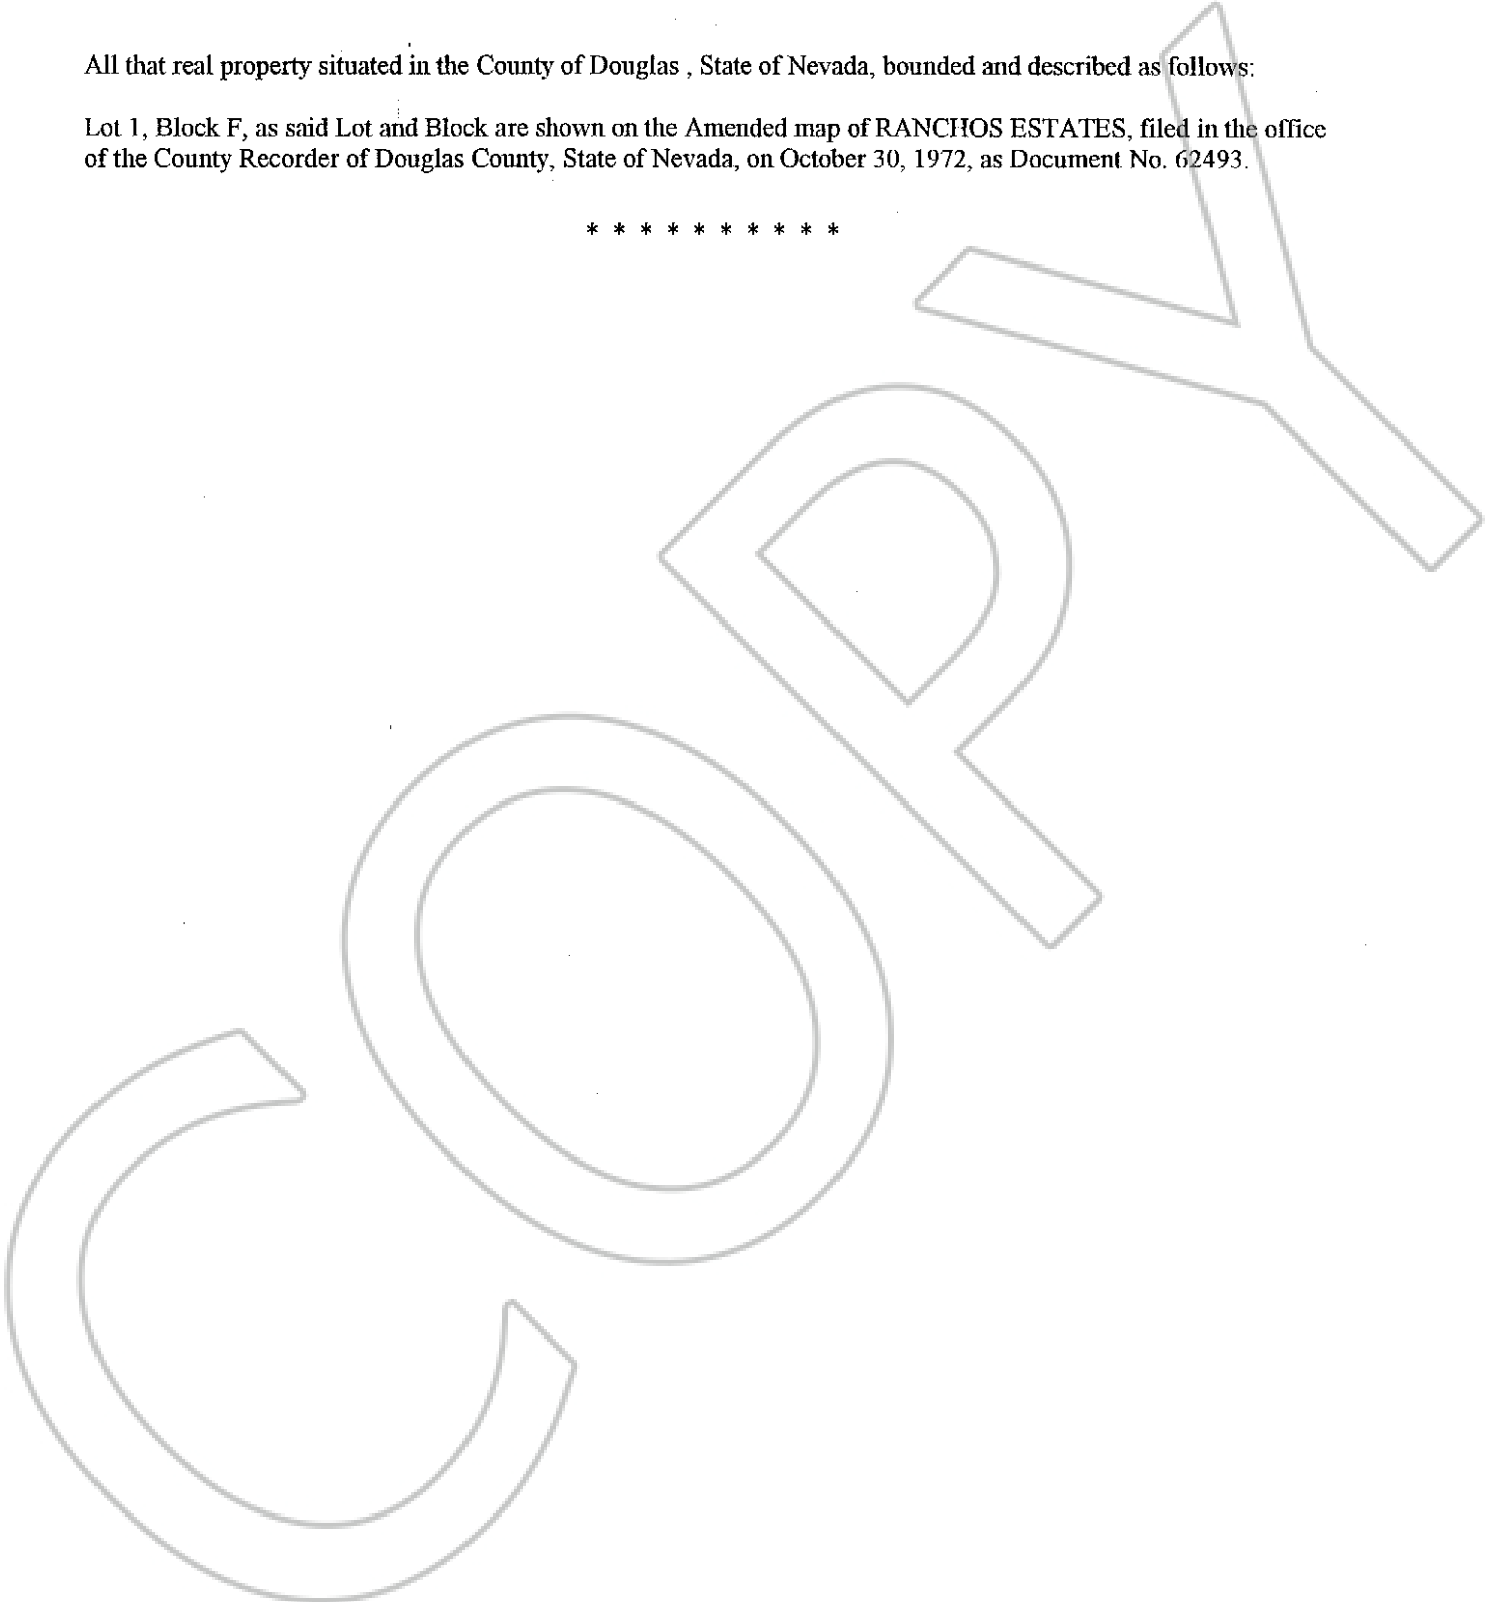 All that real property situated in the County of Douglas , State of Nevada, bounded and described as follows:
Lot 1, Block F, as said Lot and Block are shown on the Amended map of RANCHOS ESTATES, filed in the office
of the County Recorder of Douglas County, State of Nevada, on October 30, 1972, as Document No. 62493.
* * * * * * * * * *
COPY